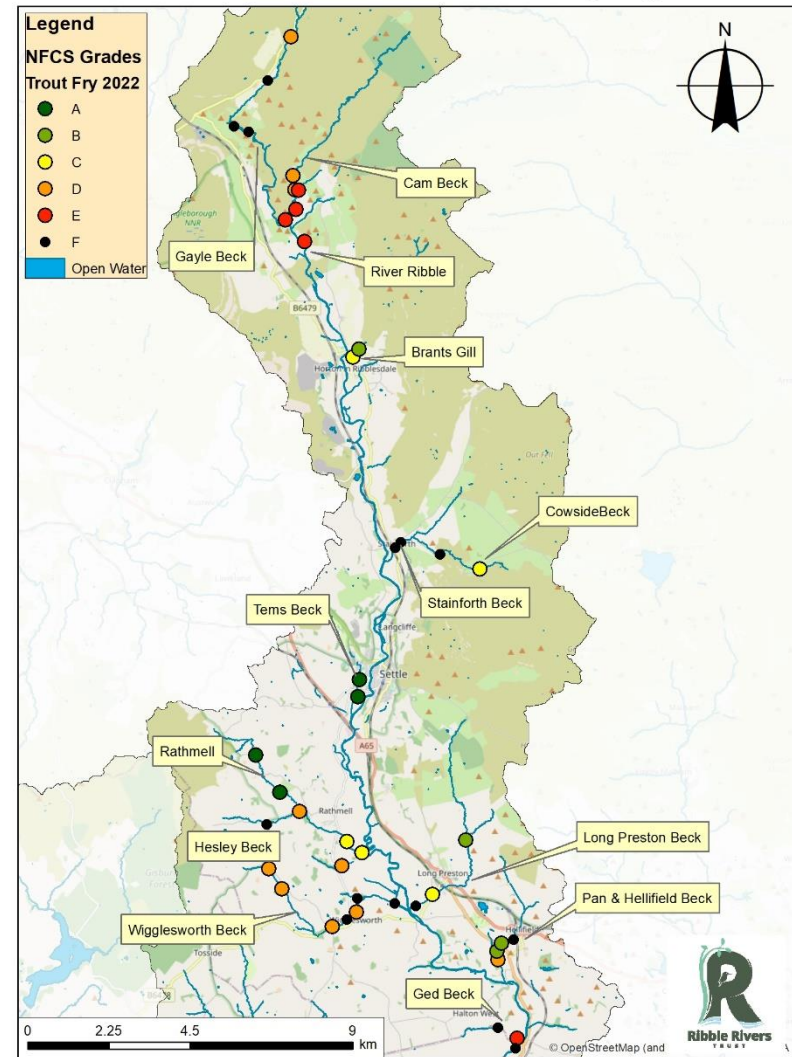 Legend
NFCS Grades
Trout Fry 2022
A
B
C
D
E
F
Open Water
N
Cam Beck
Gayle Beck
River Ribble
B6479
Brants Gill
Horton in Ribblesdale
CowsideBeck
Stainforth Beck
Tems Beck
Langcliffe
Settle
A65
Rathmell
Rathmell
Hesley Beck
Long Preston Beck
Long Preston
Pan & Hellifield Beck
Wigglesworth Beck
Tosside
Ged Beck
Halton West
B6478
0 2.25 4.5 9
km
© OpenStreetMap (and
A
Ribble Rivers
TRUST